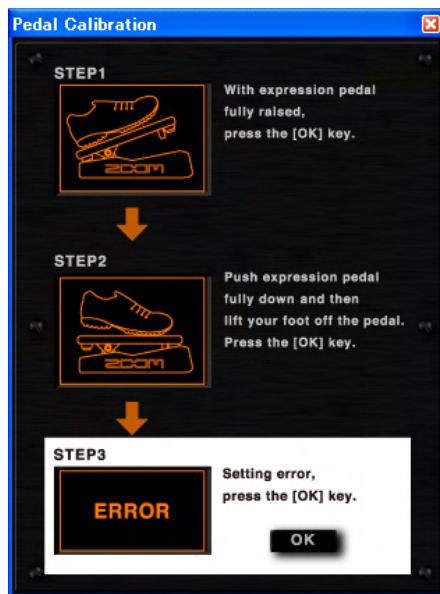 Pedal Calibration
STEP1
With expression pedal
fully raised,
press the [OK] key.
ZOOM
STEP2
Push expression pedal
fully down and then
lift your foot off the pedal.
Press the [OK] key.
ZOOM
STEP3
Setting error,
press the [OK] key.
ERROR
OK